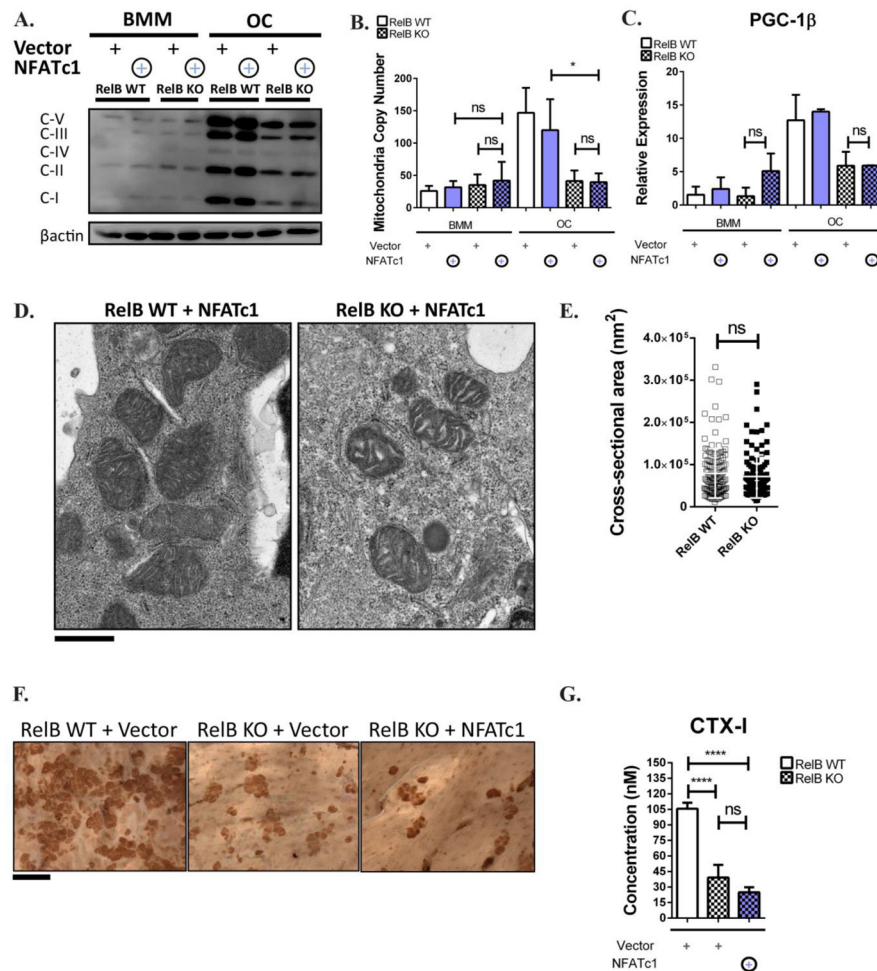 A.
BMM OC
Vector + + + +
NFATc1 + + + +
RelB WT RelB KO RelB WT RelB KO
C-V
C-III
C-IV
C-II
C-I
βactin
B.
RelB WT
RelB KO
Mitochondria Copy Number
200
150
100
50
0
ns
ns
*
ns
BMM OC
Vector + + + +
NFATc1 + + + +
C.
PGC-1β
RelB WT
RelB KO
Relative Expression
20
15
10
5
0
ns
ns
BMM OC
Vector + + + +
NFATc1 + + + +
D.
RelB WT + NFATc1 RelB KO + NFATc1
E.
Cross-sectional area (nm²)
4.0×10⁵
3.0×10⁵
2.0×10⁵
1.0×10⁵
0
ns
RelB WT RelB KO
F.
RelB WT + Vector RelB KO + Vector RelB KO + NFATc1
G.
CTX-I
RelB WT
RelB KO
Concentration (nM)
150
135
120
105
90
75
60
45
30
15
0
****
****
ns
Vector + +
NFATc1 +